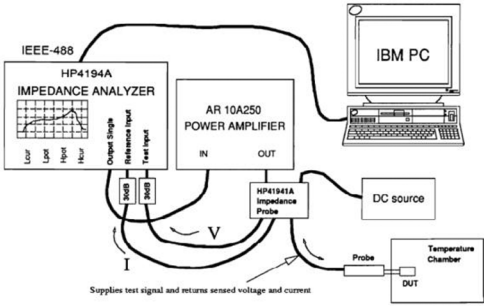 IEEE-488
HP4194A
IMPEDANCE ANALYZER
Output Single
Reference Input
Test Input
Lcur
Lpot
Hpot
Hcur
30dB
30dB
AR 10A250
POWER AMPLIFIER
IN OUT
IBM PC
HP41941A
Impedance
Probe
DC source
V
I
Supplies test signal and returns sensed voltage and current
Probe
Temperature
Chamber
DUT